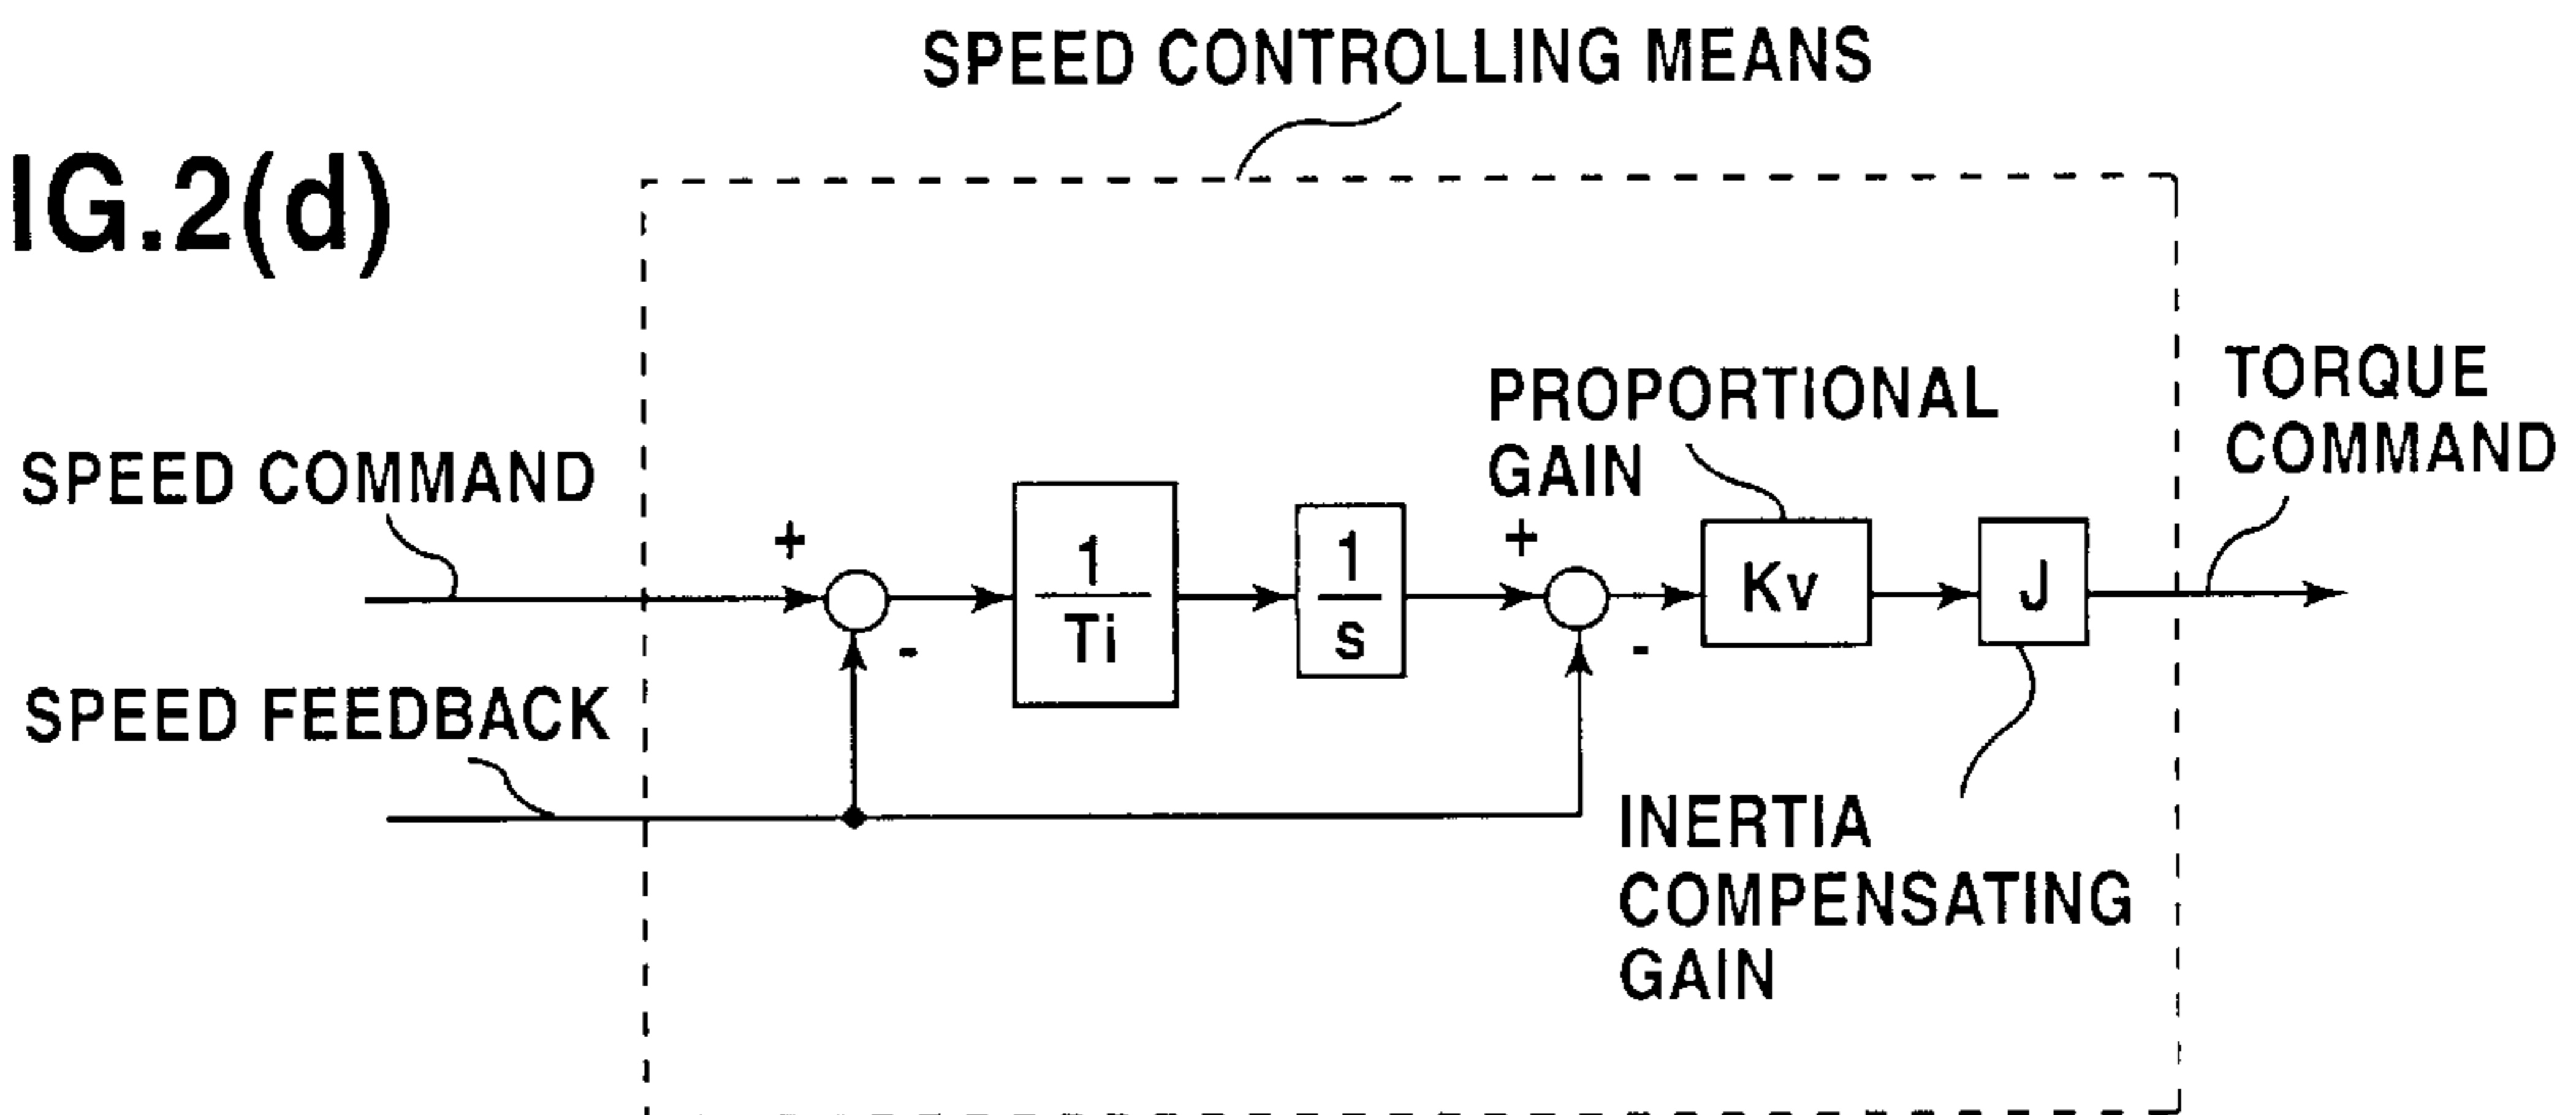 SPEED CONTROLLING MEANS
IG.2(d)
PROPORTIONAL
GAIN
TORQUE
COMMAND
SPEED COMMAND
+
-
1
Ti
1
s
+
-
Kv
J
SPEED FEEDBACK
INERTIA
COMPENSATING
GAIN